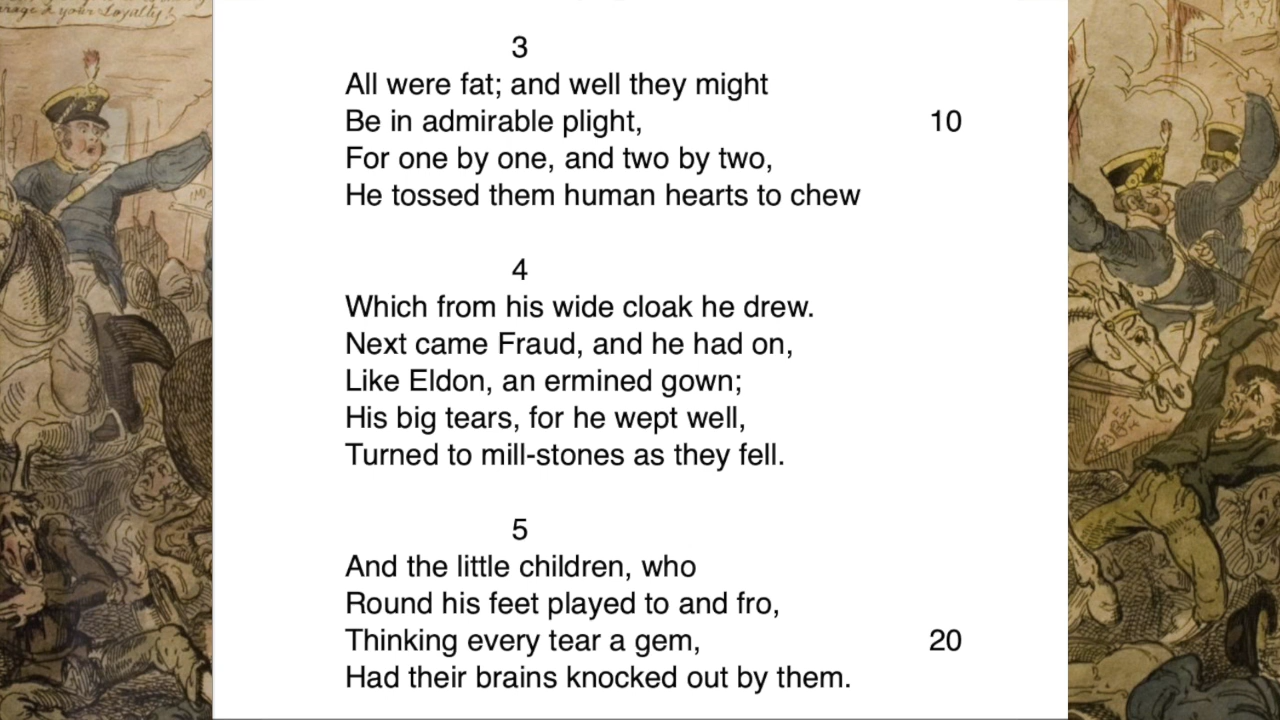 Loyalty!
3
All were fat; and well they might
Be in admirable plight, 10
For one by one, and two by two,
He tossed them human hearts to chew
4
Which from his wide cloak he drew.
Next came Fraud, and he had on,
Like Eldon, an ermined gown;
His big tears, for he wept well,
Turned to mill-stones as they fell.
5
And the little children, who
Round his feet played to and fro,
Thinking every tear a gem, 20
Had their brains knocked out by them.